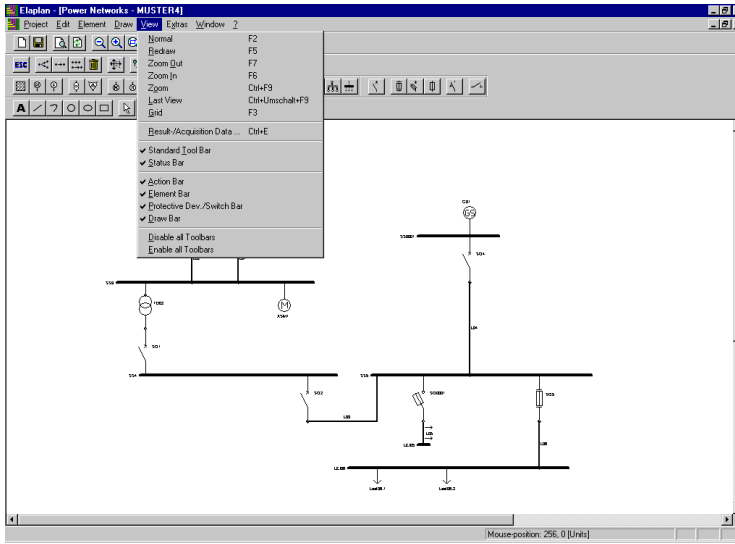 Elaplan - [Power Networks - MUSTER4]
Project Edit Element Draw View Extras Window ?
Normal F2
Redraw F5
Zoom Out F7
Zoom In F6
Zoom Ctrl+F9
Last View Ctrl+Umschalt+F9
Grid F3
Result-/Acquisition Data ... Ctrl+E
Standard Tool Bar
Status Bar
Action Bar
Element Bar
Protective Dev./Switch Bar
Draw Bar
Disable all Toolbars
Enable all Toolbars
ESC
A
GS
M
Mouse-position: 256, 0 [Units]